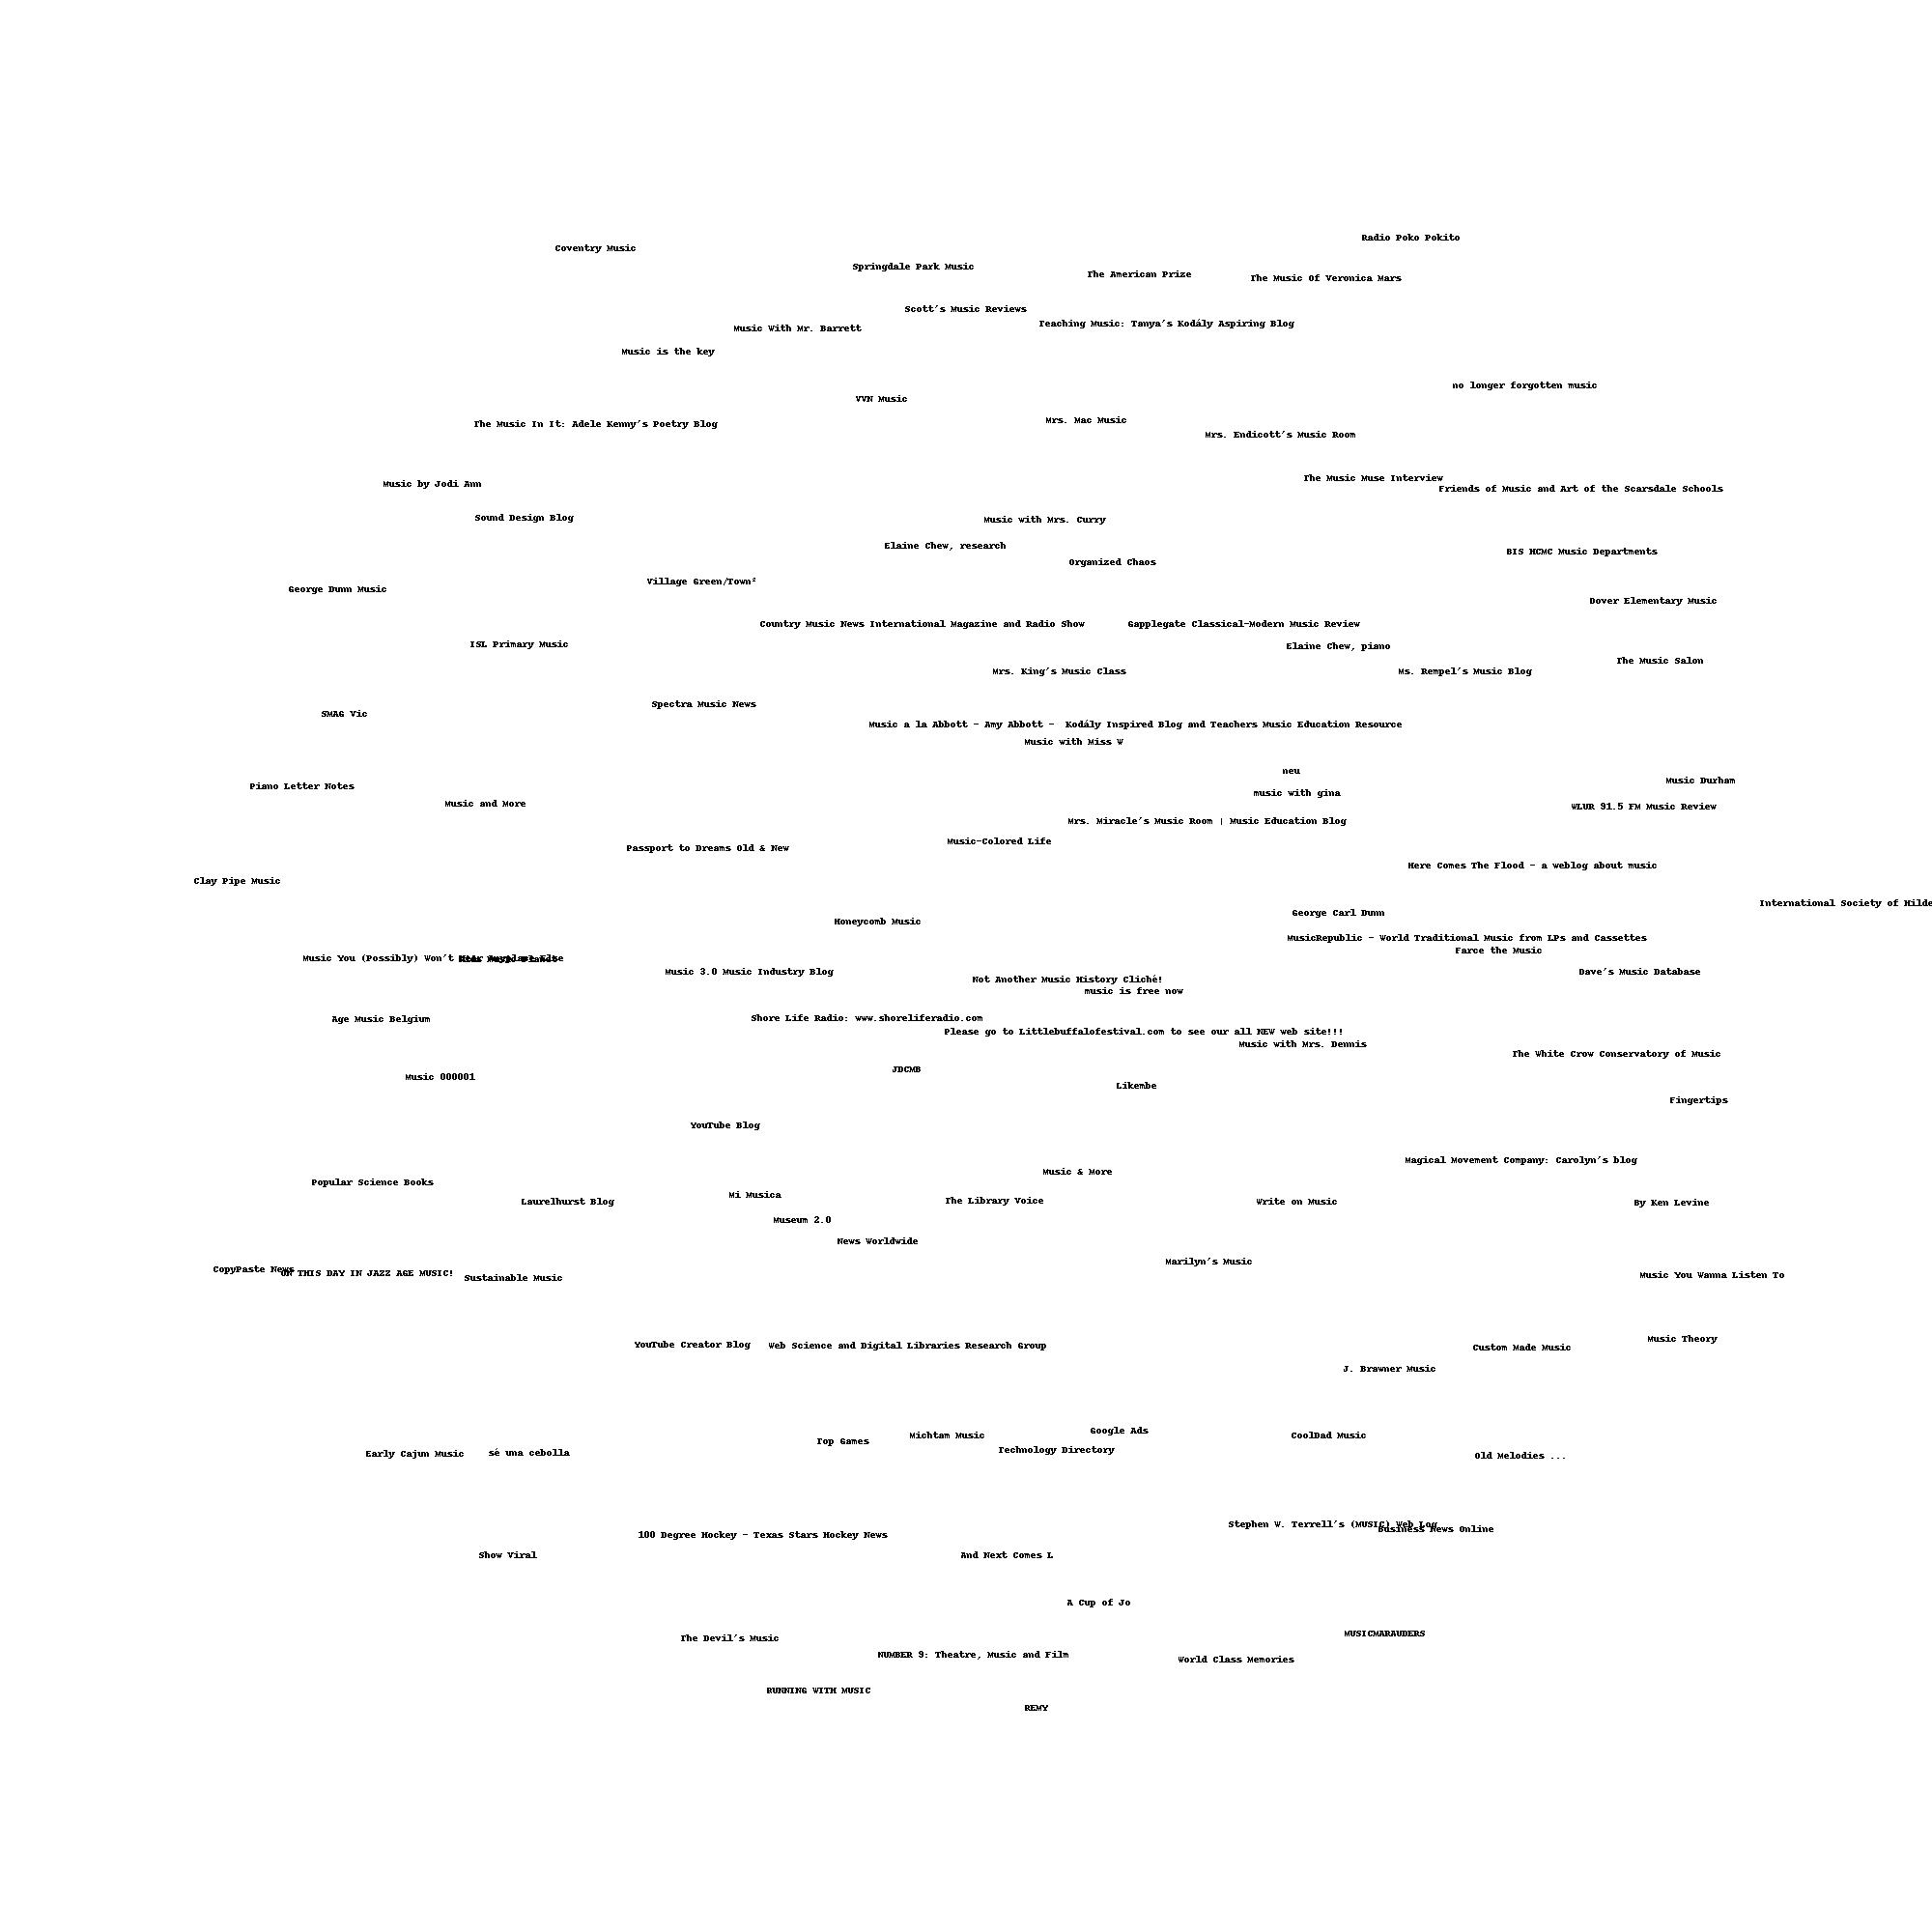 Radio Poko Pokito
Coventry Music
Springdale Park Music
The American Prize
The Music Of Veronica Mars
Scott's Music Reviews
Teaching Music: Tanya's Kodály Aspiring Blog
Music With Mr. Barrett
Music is the key
no longer forgotten music
VVN Music
Mrs. Mac Music
The Music In It: Adele Kenny's Poetry Blog
Mrs. Endicott's Music Room
The Music Muse Interview
Music by Jodi Ann
Friends of Music and Art of the Scarsdale Schools
Sound Design Blog
Music with Mrs. Curry
Elaine Chew, research
BIS HCMC Music Departments
Organized Chaos
Village Green/Town²
George Dunn Music
Dover Elementary Music
Country Music News International Magazine and Radio Show
Gapplegate Classical-Modern Music Review
ISL Primary Music
Elaine Chew, piano
The Music Salon
Mrs. King's Music Class
Ms. Rempel's Music Blog
Spectra Music News
SMAG Vic
Music a la Abbott - Amy Abbott -  Kodály Inspired Blog and Teachers Music Education Resource
Music with Miss W
neu
Music Durham
Piano Letter Notes
music with gina
Music and More
WLUR 91.5 FM Music Review
Mrs. Miracle's Music Room | Music Education Blog
Music-Colored Life
Passport to Dreams Old & New
Here Comes The Flood - a weblog about music
Clay Pipe Music
International Society of Hilde
George Carl Dunn
Honeycomb Music
MusicRepublic - World Traditional Music from LPs and Cassettes
Farce the Music
Music You (Possibly) Won't Hear Anyplace Else
Music 3.0 Music Industry Blog
Dave's Music Database
Not Another Music History Cliché!
music is free now
Age Music Belgium
Shore Life Radio: www.shoreliferadio.com
Please go to Littlebuffalofestival.com to see our all NEW web site!!!
Music with Mrs. Dennis
The White Crow Conservatory of Music
JDCMB
Music 000001
Likembe
Fingertips
YouTube Blog
Magical Movement Company: Carolyn's blog
Music & More
Popular Science Books
Mi Musica
Laurelhurst Blog
The Library Voice
Write on Music
By Ken Levine
Museum 2.0
News Worldwide
Marilyn's Music
CopyPaste News
ON THIS DAY IN JAZZ AGE MUSIC!
Sustainable Music
Music You Wanna Listen To
Music Theory
YouTube Creator Blog
Web Science and Digital Libraries Research Group
Custom Made Music
J. Brawner Music
Google Ads
Michtam Music
CoolDad Music
Top Games
Technology Directory
Early Cajun Music
sé una cebolla
Old Melodies ...
Stephen W. Terrell's (MUSIC) Web Log
Business News Online
100 Degree Hockey - Texas Stars Hockey News
Show Viral
And Next Comes L
A Cup of Jo
MUSICMARAUDERS
The Devil's Music
NUMBER 9: Theatre, Music and Film
World Class Memories
RUNNING WITH MUSIC
REMY